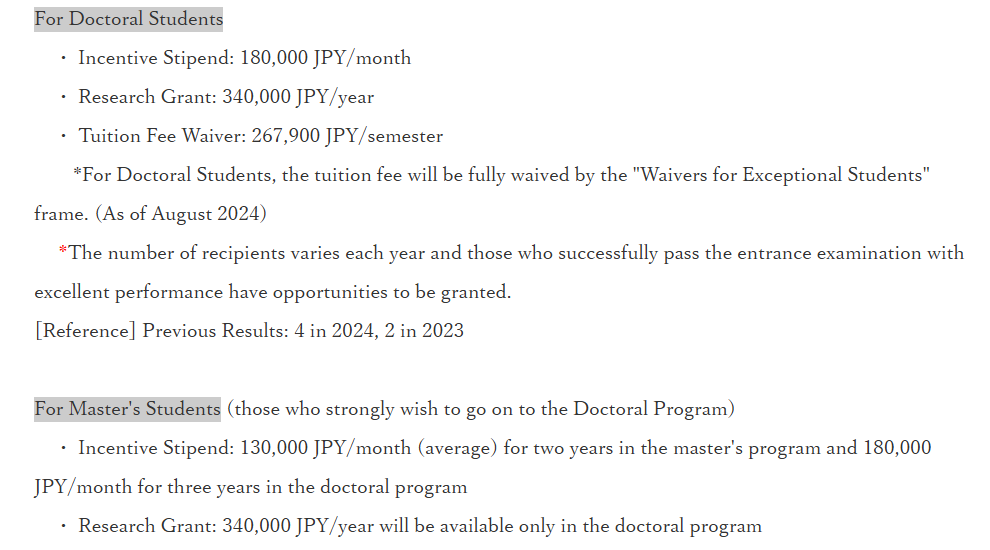 For Doctoral Students
・ Incentive Stipend: 180,000 JPY/month
・ Research Grant: 340,000 JPY/year
・ Tuition Fee Waiver: 267,900 JPY/semester
*For Doctoral Students, the tuition fee will be fully waived by the "Waivers for Exceptional Students"
frame. (As of August 2024)
*The number of recipients varies each year and those who successfully pass the entrance examination with
excellent performance have opportunities to be granted.
[Reference] Previous Results: 4 in 2024, 2 in 2023
For Master's Students (those who strongly wish to go on to the Doctoral Program)
・ Incentive Stipend: 130,000 JPY/month (average) for two years in the master's program and 180,000
JPY/month for three years in the doctoral program
・ Research Grant: 340,000 JPY/year will be available only in the doctoral program